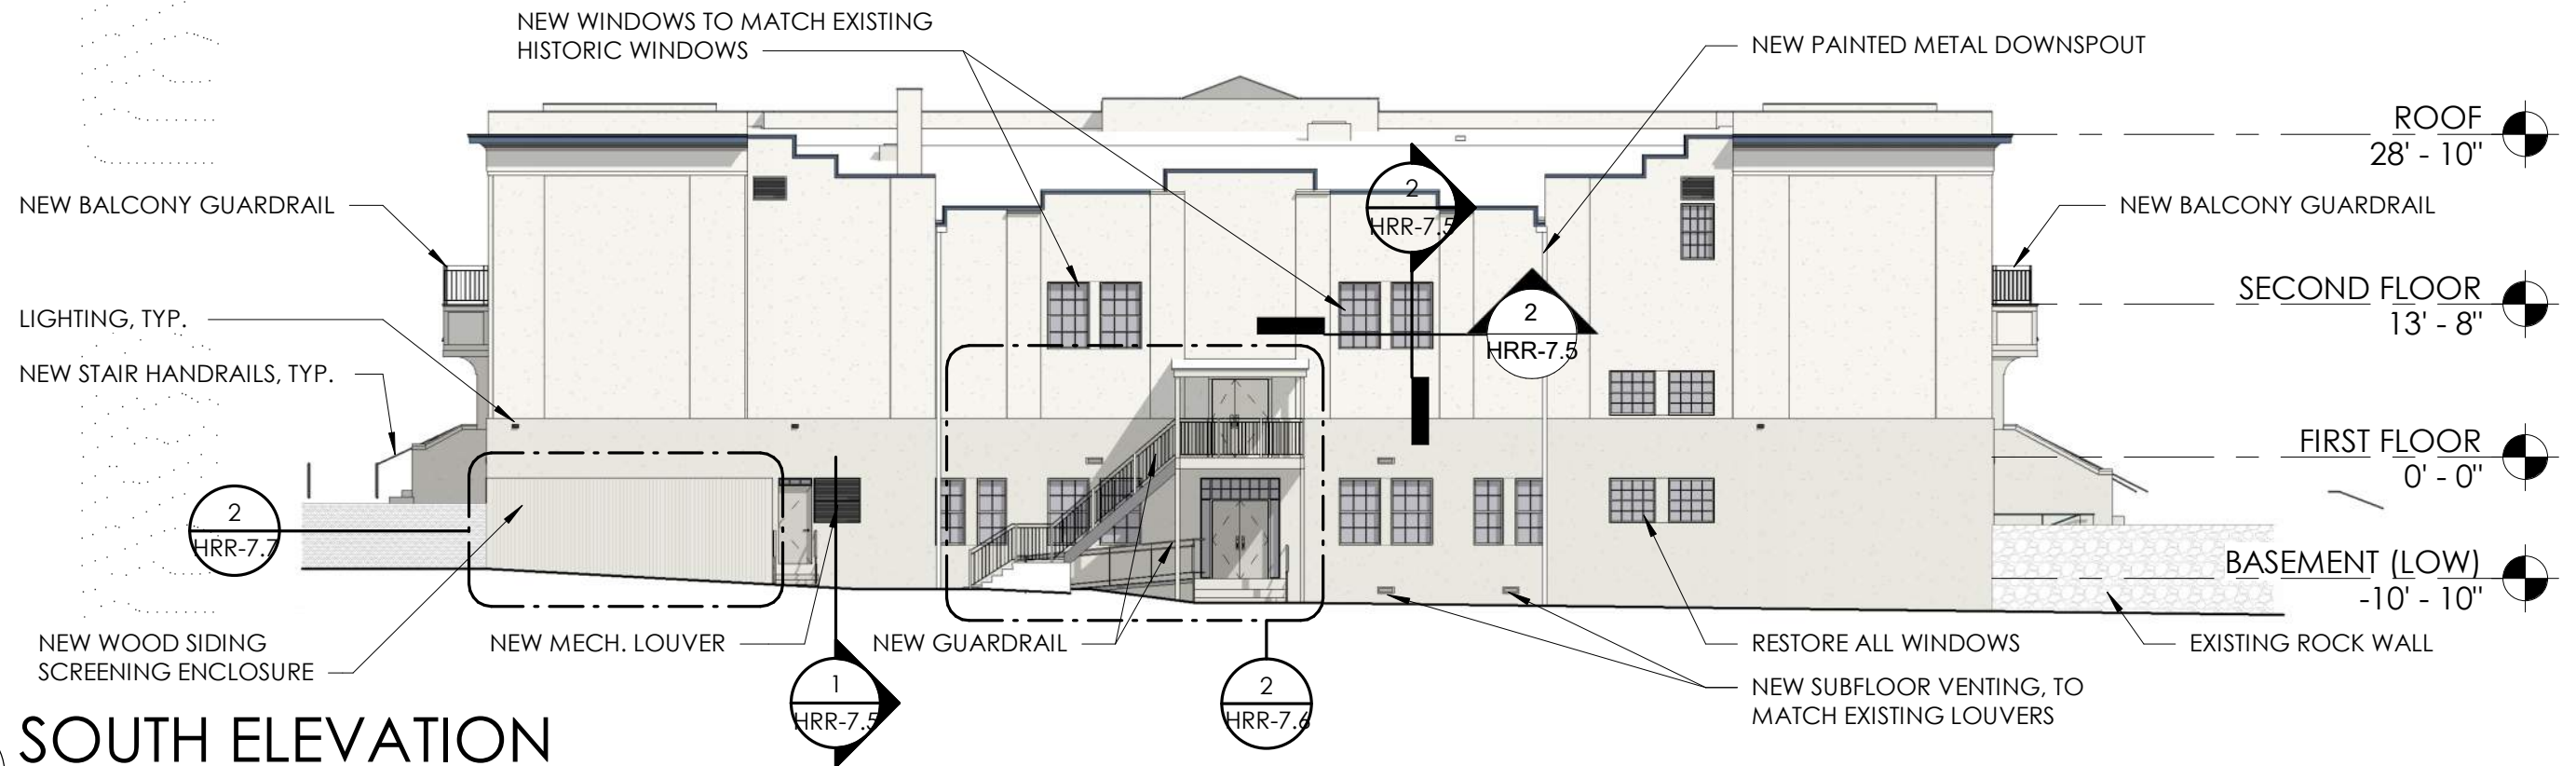 NEW WINDOWS TO MATCH EXISTING
HISTORIC WINDOWS
NEW PAINTED METAL DOWNSPOUT
ROOF
28' - 10"
NEW BALCONY GUARDRAIL
2
HRR-7.5
NEW BALCONY GUARDRAIL
SECOND FLOOR
13' - 8"
LIGHTING, TYP.
2
HRR-7.5
NEW STAIR HANDRAILS, TYP.
FIRST FLOOR
0' - 0"
2
HRR-7.7
BASEMENT (LOW)
-10' - 10"
NEW WOOD SIDING
SCREENING ENCLOSURE
NEW MECH. LOUVER
NEW GUARDRAIL
RESTORE ALL WINDOWS
EXISTING ROCK WALL
1
HRR-7.5
2
HRR-7.6
NEW SUBFLOOR VENTING, TO
MATCH EXISTING LOUVERS
SOUTH ELEVATION